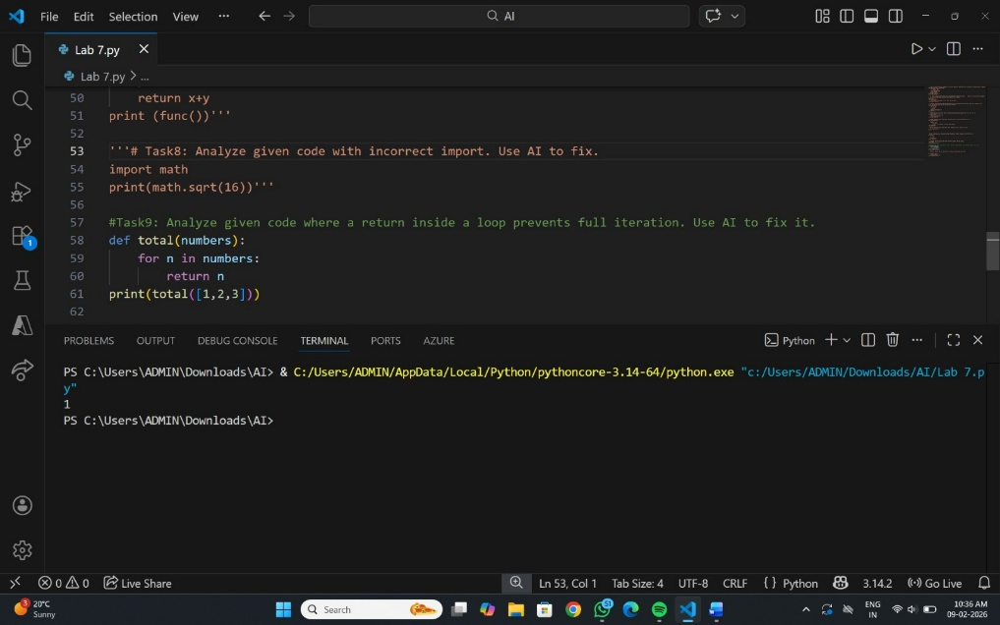 File Edit Selection View ··· AI
Lab 7.py
Lab 7.py > ...
50 return x+y
51 print (func())'''
52
53 '''# Task8: Analyze given code with incorrect import. Use AI to fix.
54 import math
55 print(math.sqrt(16))'''
56
57 #Task9: Analyze given code where a return inside a loop prevents full iteration. Use AI to fix it.
58 def total(numbers):
59 for n in numbers:
60 return n
61 print(total([1,2,3]))
62
1
PROBLEMS OUTPUT DEBUG CONSOLE TERMINAL PORTS AZURE Python
PS C:\Users\ADMIN\Downloads\AI> & C:/Users/ADMIN/AppData/Local/Python/pythoncore-3.14-64/python.exe "c:/Users/ADMIN/Downloads/AI/Lab 7.p
y"
1
PS C:\Users\ADMIN\Downloads\AI>
0 0 Live Share Ln 53, Col 1 Tab Size: 4 UTF-8 CRLF { } Python 3.14.2 Go Live
3 20°C Search 51 ENG 10:36 AM
Sunny IN 09-02-2026